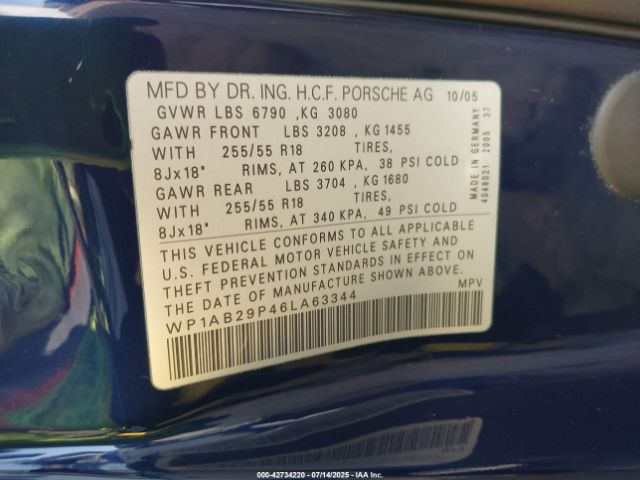 MFD BY DR. ING. H.C.F. PORSCHE AG 10/05
GVWR LBS 6790 ,KG 3080
GAWR FRONT LBS 3208 , KG 1455
WITH 255/55 R18 TIRES,
8Jx18" RIMS, AT 260 KPA, 38 PSI COLD
GAWR REAR LBS 3704 , KG 1680
WITH 255/55 R18 TIRES,
8Jx18" RIMS, AT 340 KPA, 49 PSI COLD
THIS VEHICLE CONFORMS TO ALL APPLICABLE
U.S. FEDERAL MOTOR VEHICLE SAFETY AND
THEFT PREVENTION STANDARDS IN EFFECT ON
THE DATE OF MANUFACTURE SHOWN ABOVE.
WP1AB29P46LA63344 MPV
MADE IN GERMANY
4048021 2005 37
000-42734220 - 07/14/2025 - IAAI.COM